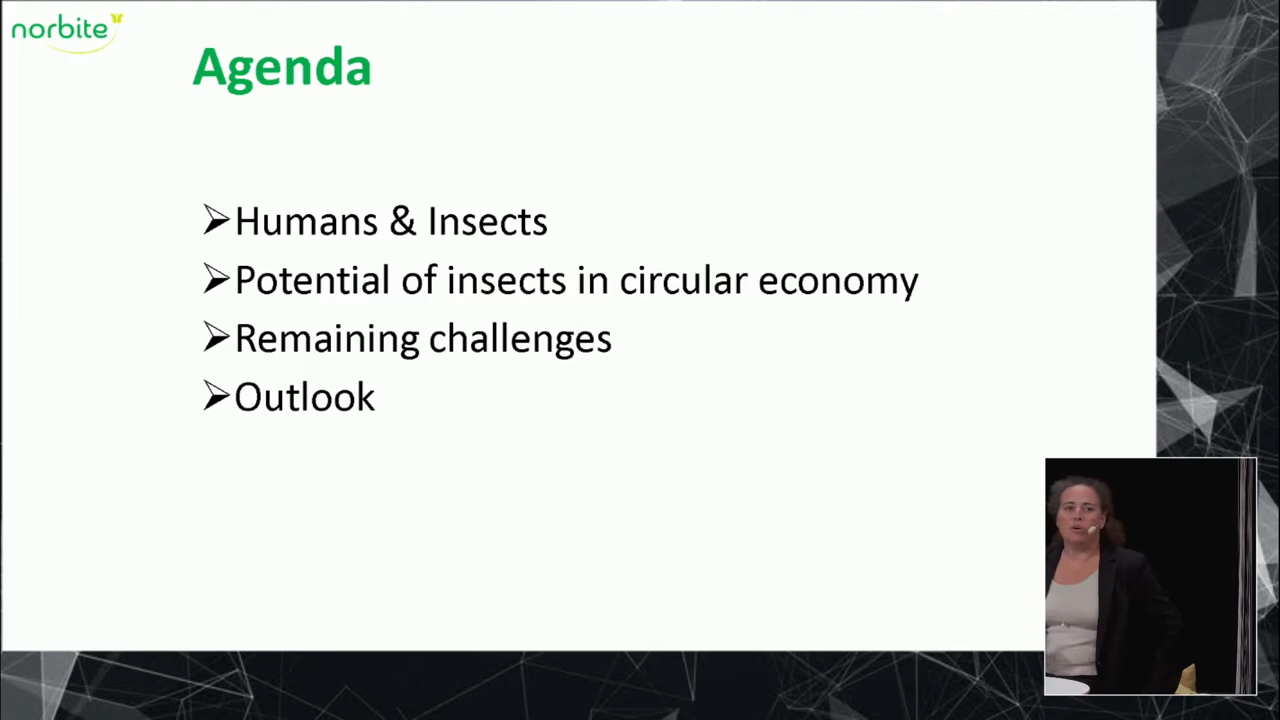 norbite
Agenda
Humans & Insects
Potential of insects in circular economy
Remaining challenges
Outlook